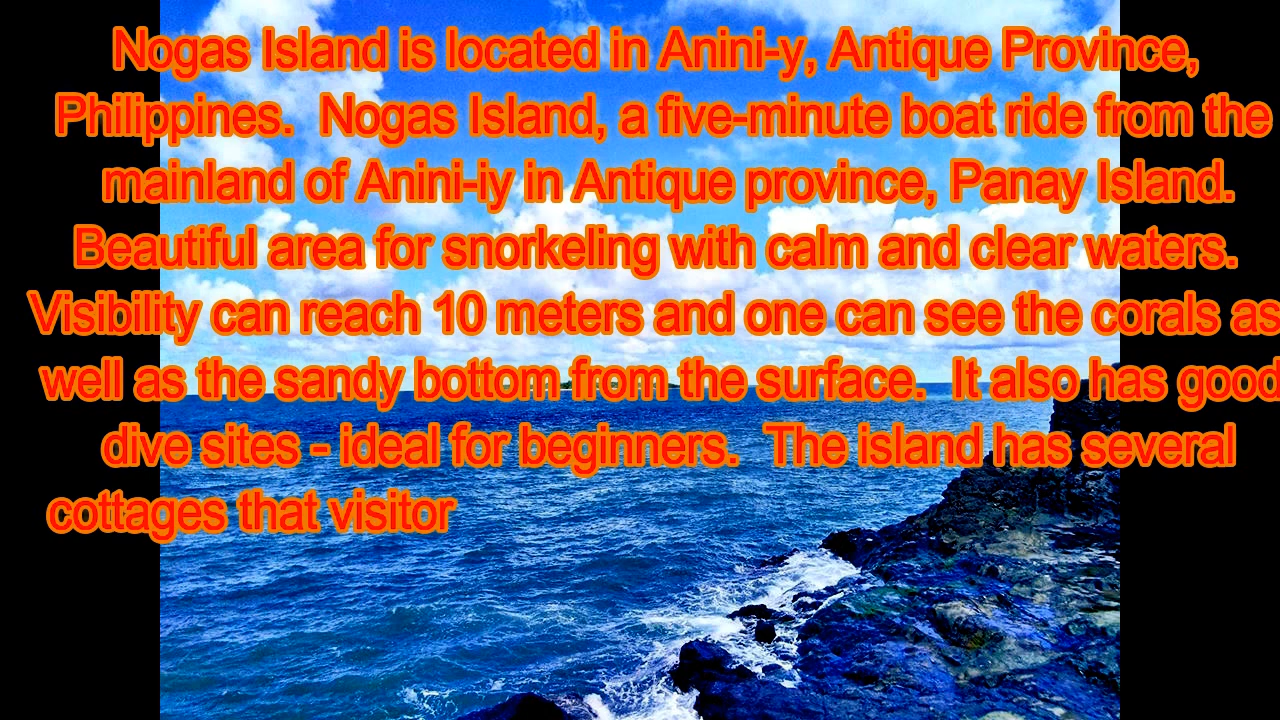 Nogas Island is located in Anini-y, Antique Province,
Philippines.  Nogas Island, a five-minute boat ride from the
mainland of Anini-iy in Antique province, Panay Island.
Beautiful area for snorkeling with calm and clear waters.
Visibility can reach 10 meters and one can see the corals as
well as the sandy bottom from the surface.  It also has good
dive sites - ideal for beginners.  The island has several
cottages that visitor